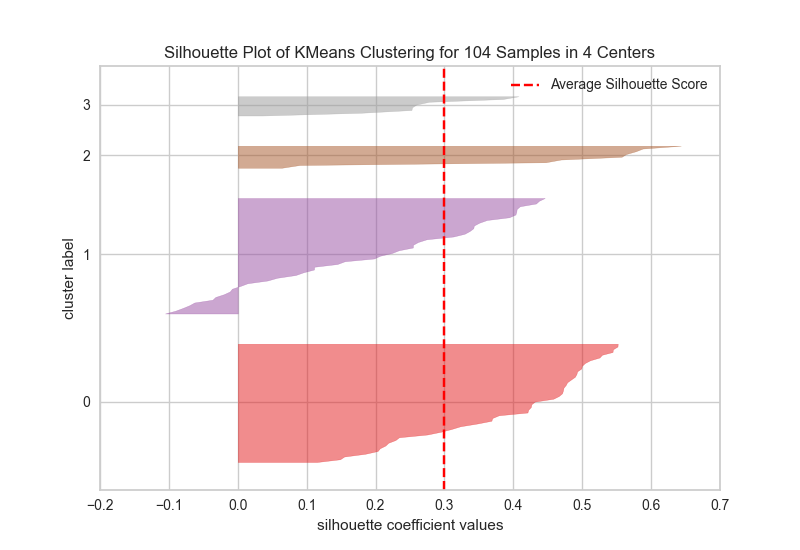 Silhouette Plot of KMeans Clustering for 104 Samples in 4 Centers
Average Silhouette Score
3
2
1
0
cluster label
−0.2 −0.1 0.0 0.1 0.2 0.3 0.4 0.5 0.6 0.7
silhouette coefficient values